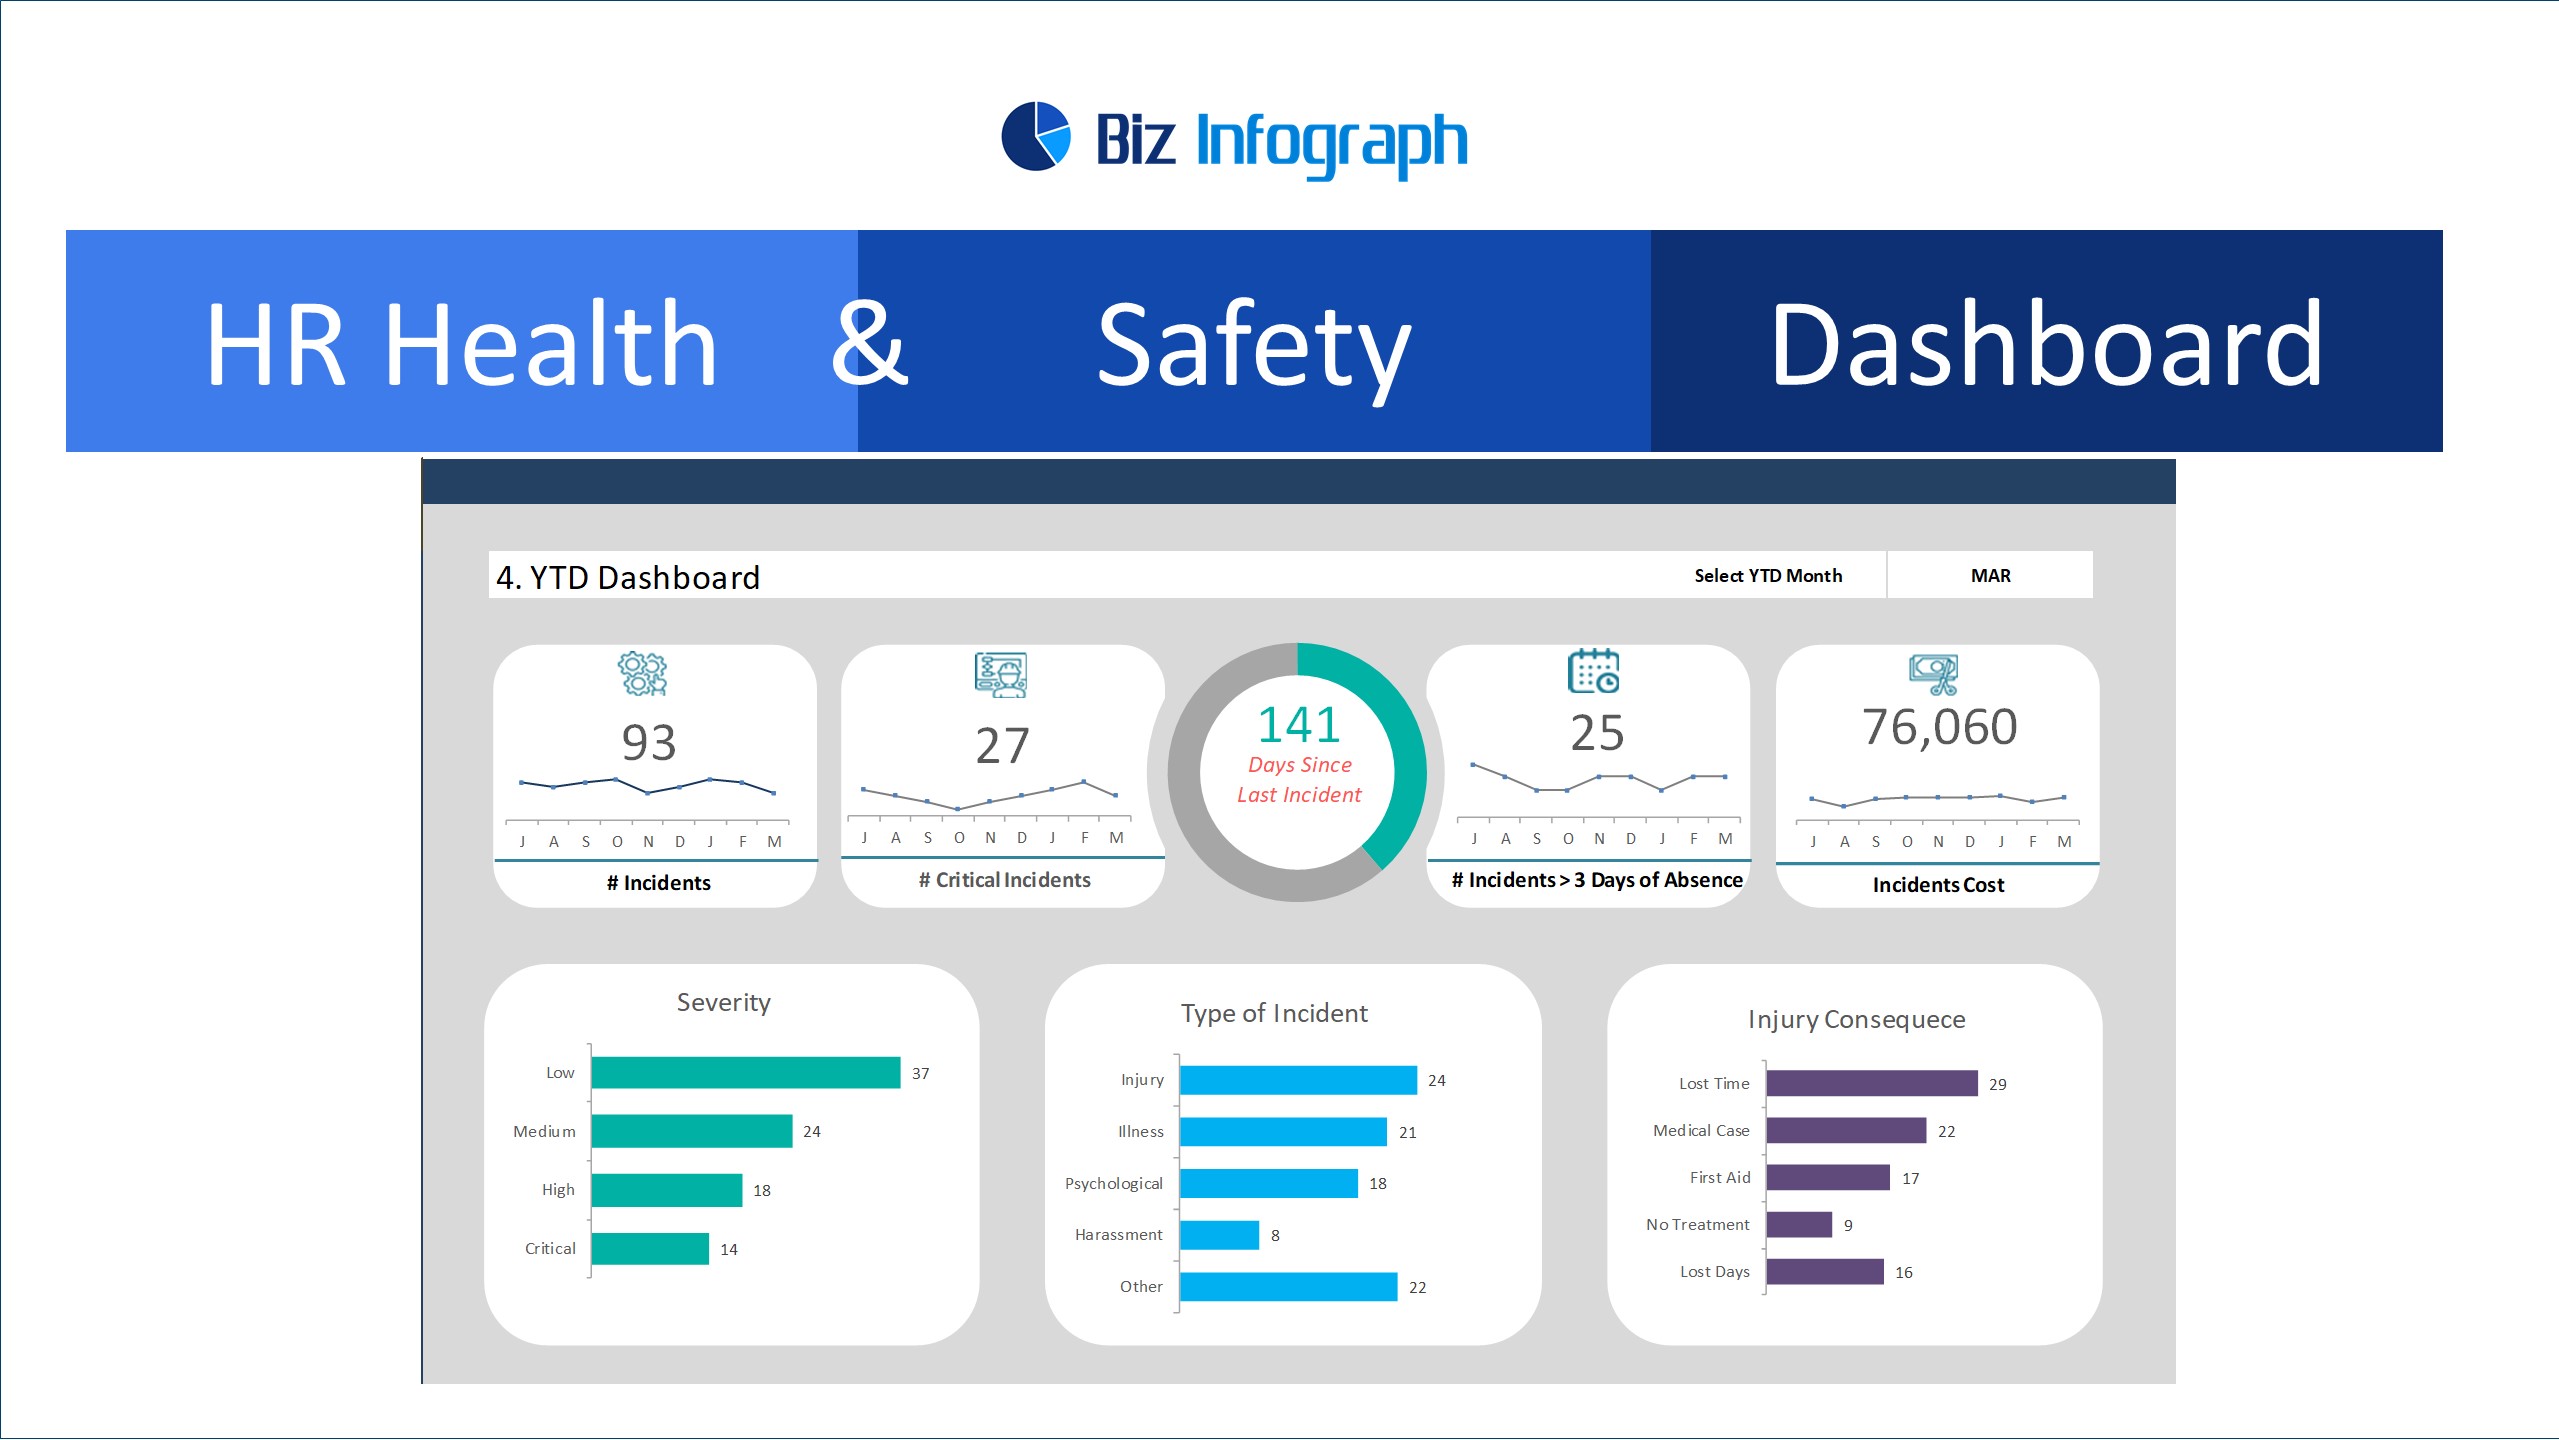 Biz Infograph
HR Health & Safety Dashboard
4. YTD Dashboard
Select YTD Month
MAR
93
J A S O N D J F M
# Incidents
27
J A S O N D J F M
# Critical Incidents
141
Days Since
Last Incident
25
J A S O N D J F M
# Incidents > 3 Days of Absence
76,060
J A S O N D J F M
Incidents Cost
Severity
Low 37
Medium 24
High 18
Critical 14
Type of Incident
Injury 24
Illness 21
Psychological 18
Harassment 8
Other 22
Injury Consequece
Lost Time 29
Medical Case 22
First Aid 17
No Treatment 9
Lost Days 16